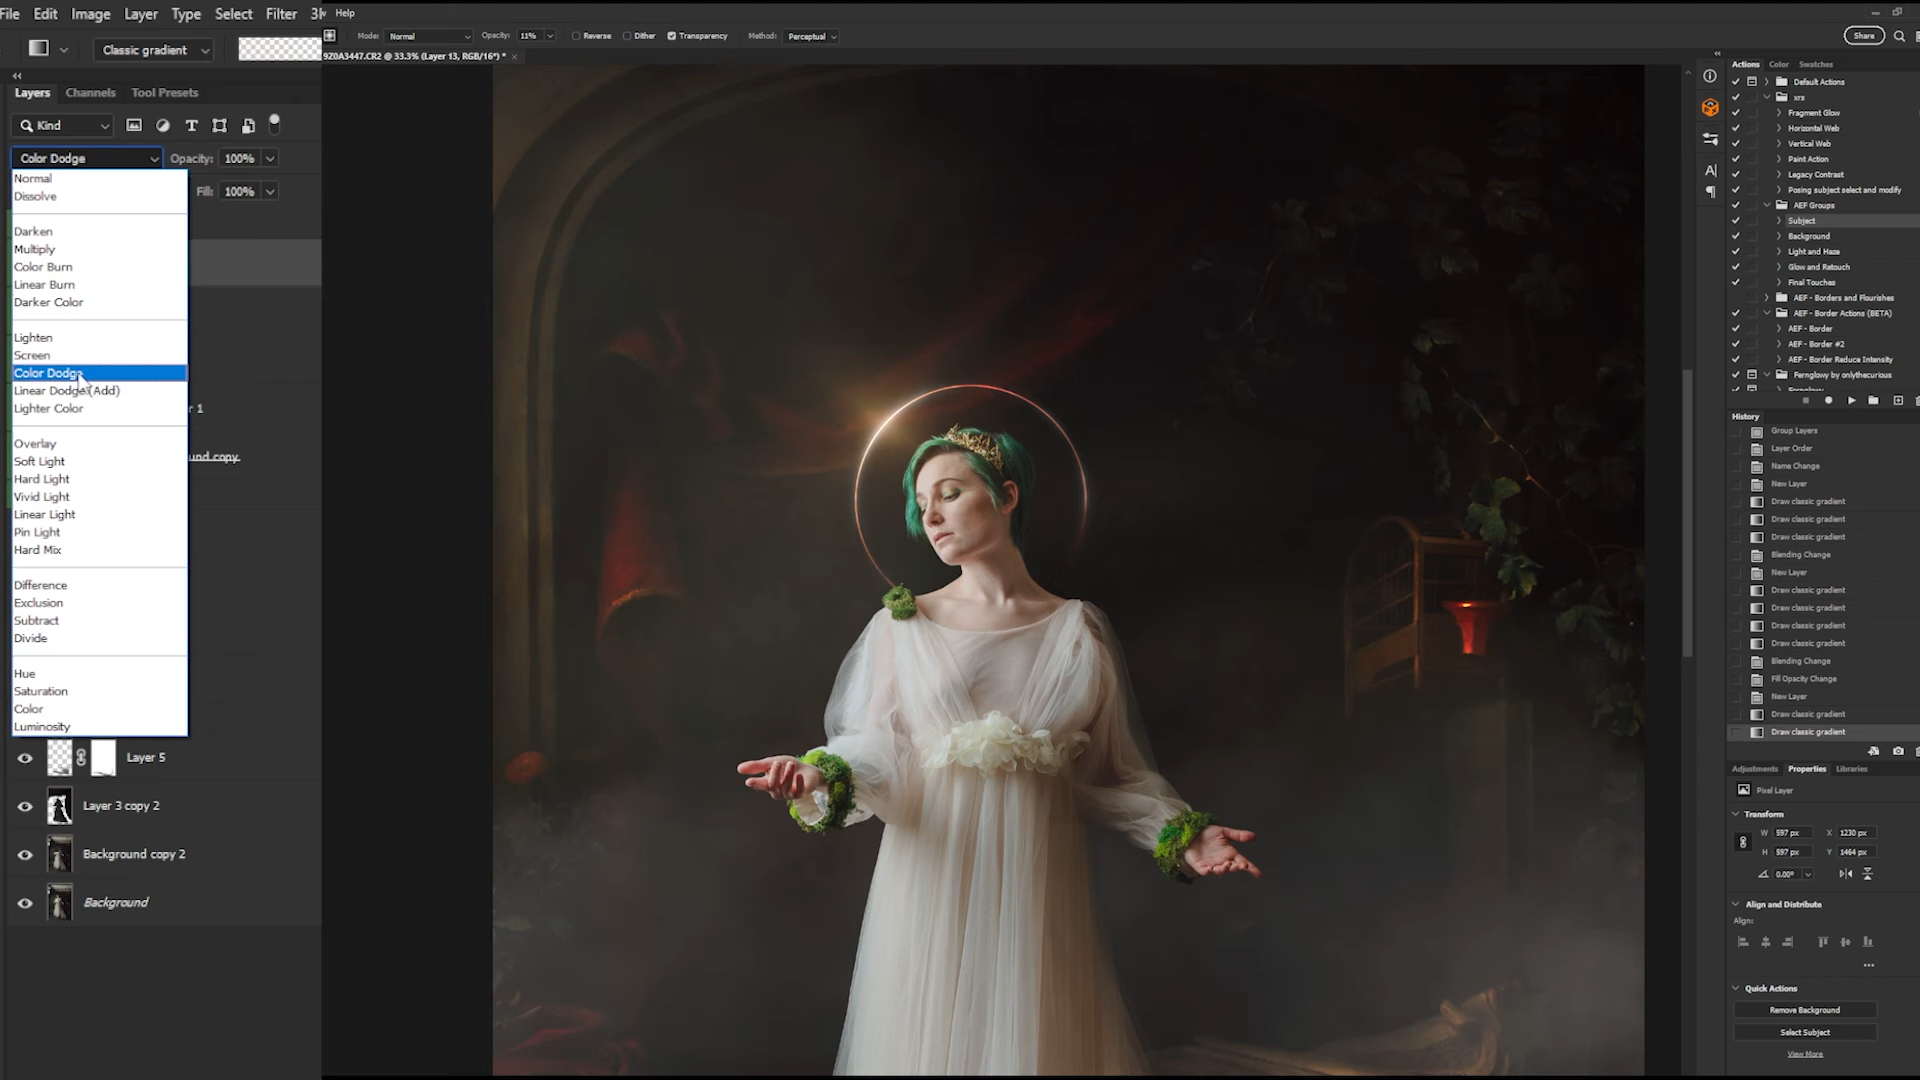 File Edit Image Layer Type Select Filter 3
Help
Classic gradient
Mode: Normal Opacity: 11% Reverse Dither Transparency Method: Perceptual
Share
9Z0A3447.CR2 @ 33.3% (Layer 13, RGB/16*) *
Layers Channels Tool Presets
Kind
Color Dodge Opacity: 100%
Fill: 100%
Normal
Dissolve
Darken
Multiply
Color Burn
Linear Burn
Darker Color
Lighten
Screen
Color Dodge
Linear Dodge (Add)
Lighter Color
r 1
Overlay
und copy
Soft Light
Hard Light
Vivid Light
Linear Light
Pin Light
Hard Mix
Difference
Exclusion
Subtract
Divide
Hue
Saturation
Color
Luminosity
Layer 5
Layer 3 copy 2
Background copy 2
Background
Actions Color Swatches
Default Actions
xrs
Fragment Glow
Horizontal Web
Vertical Web
Paint Action
Legacy Contrast
Posing subject select and modify
AEF Groups
Subject
Background
Light and Haze
Glow and Retouch
Final Touches
AEF - Borders and Flourishes
AEF - Border Actions (BETA)
AEF - Border
AEF - Border #2
AEF - Border Reduce Intensity
Fernglowy by onlythecurious
History
Group Layers
Layer Order
Name Change
New Layer
Draw classic gradient
Draw classic gradient
Draw classic gradient
Blending Change
New Layer
Draw classic gradient
Draw classic gradient
Draw classic gradient
Draw classic gradient
Blending Change
Fill Opacity Change
New Layer
Draw classic gradient
Draw classic gradient
Adjustments Properties Libraries
Pixel Layer
Transform
W 597 px X 1230 px
H 597 px Y 1464 px
0.00°
Align and Distribute
Align:
Quick Actions
Remove Background
Select Subject
View More